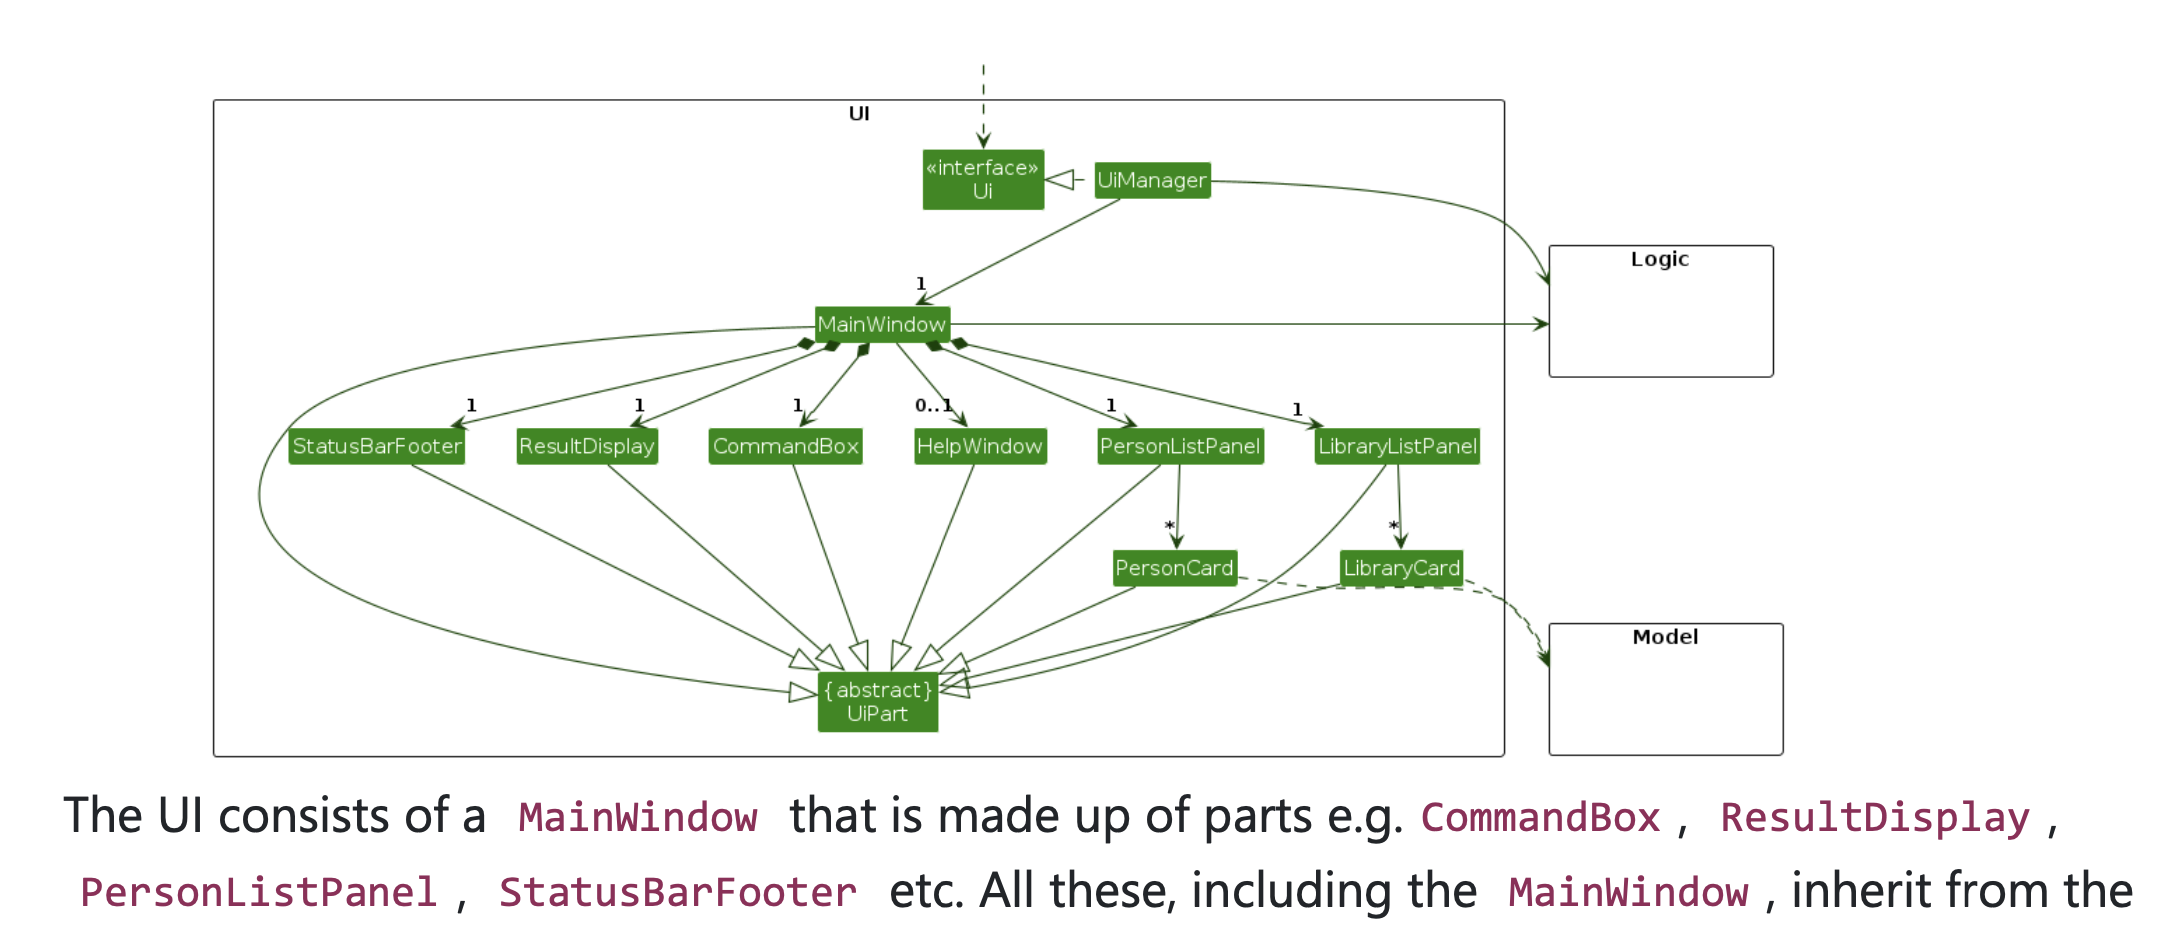 UI
«interface»
Ui
UiManager
Logic
1
MainWindow
1
1
1
0..1
1
1
StatusBarFooter
ResultDisplay
CommandBox
HelpWindow
PersonListPanel
LibraryListPanel
*
*
PersonCard
LibraryCard
Model
{abstract}
UiPart
The UI consists of a MainWindow that is made up of parts e.g. CommandBox , ResultDisplay ,
PersonListPanel , StatusBarFooter etc. All these, including the MainWindow , inherit from the